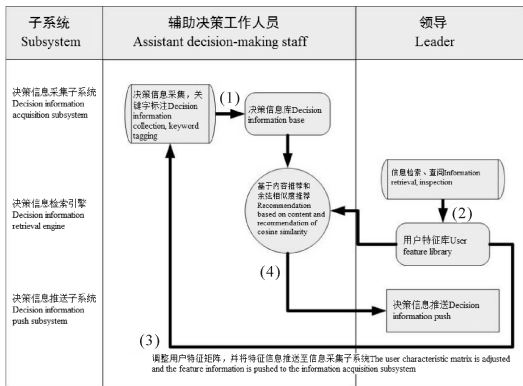 子系统
Subsystem
辅助决策工作人员
Assistant decision-making staff
领导
Leader
决策信息采集子系统
Decision information
acquisition subsystem
决策信息采集，关
键字标注Decision
information
collection, keyword
tagging
(1)
决策信息库Decision
information base
决策信息检索引擎
Decision information
retrieval engine
基于内容推荐和
余弦相似度推荐
Recommendation
based on content and
recommendation of
cosine similarity
信息检索、查阅Information
retrieval, inspection
(2)
用户特征库User
feature library
(4)
决策信息推送子系统
Decision information
push subsystem
决策信息推送Decision
information push
(3)
调整用户特征矩阵，并将特征信息推送至信息采集子系统The user characteristic matrix is adjusted
and the feature information is pushed to the information acquisition subsystem